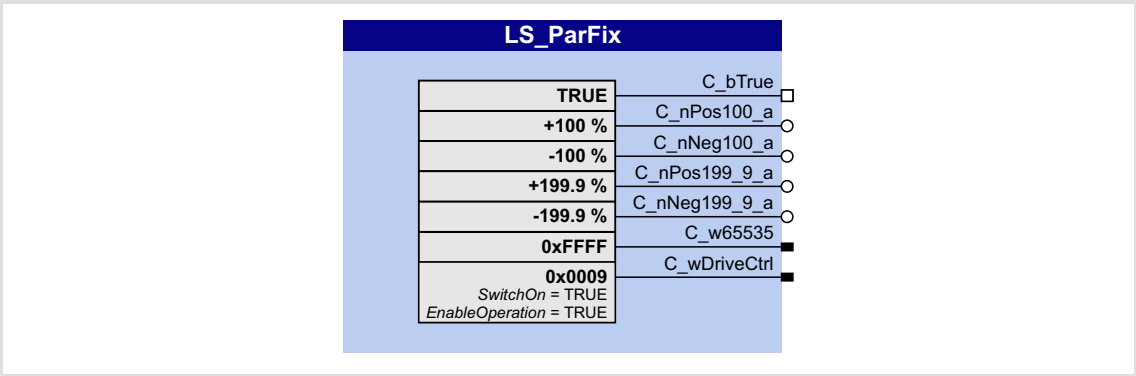 LS_ParFix
TRUE
C_bTrue
+100 %
C_nPos100_a
-100 %
C_nNeg100_a
+199.9 %
C_nPos199_9_a
-199.9 %
C_nNeg199_9_a
0xFFFF
C_w65535
0x0009
C_wDriveCtrl
SwitchOn = TRUE
EnableOperation = TRUE